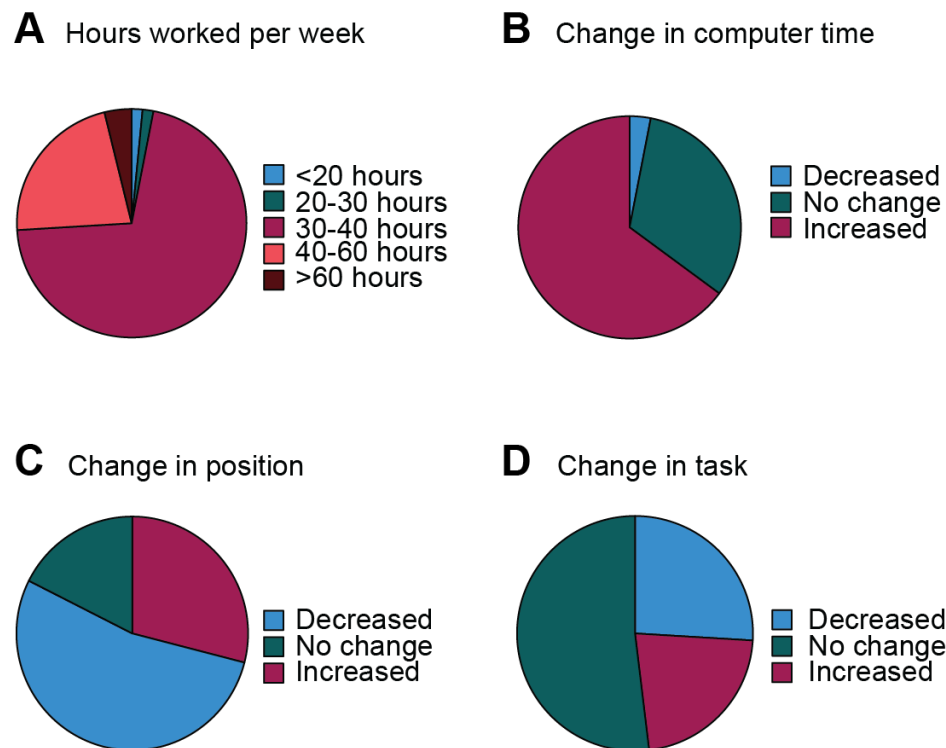 A Hours worked per week
<20 hours
20-30 hours
30-40 hours
40-60 hours
>60 hours
B Change in computer time
Decreased
No change
Increased
C Change in position
Decreased
No change
Increased
D Change in task
Decreased
No change
Increased